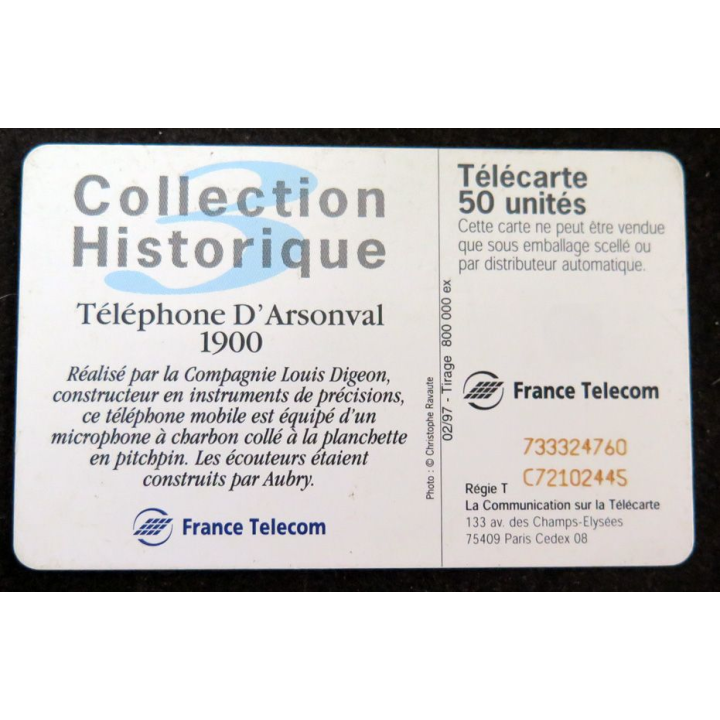 3
Collection
Historique
Téléphone D'Arsonval
1900
Réalisé par la Compagnie Louis Digeon,
constructeur en instruments de précisions,
ce téléphone mobile est équipé d'un
microphone à charbon collé à la planchette
en pitchpin. Les écouteurs étaient
construits par Aubry.
France Telecom
Photo : © Christophe Ravaute
02/97 - Tirage 800 000 ex
Télécarte
50 unités
Cette carte ne peut être vendue
que sous emballage scellé ou
par distributeur automatique.
France Telecom
733324760
C72102445
Régie T
La Communication sur la Télécarte
133 av. des Champs-Elysées
75409 Paris Cedex 08